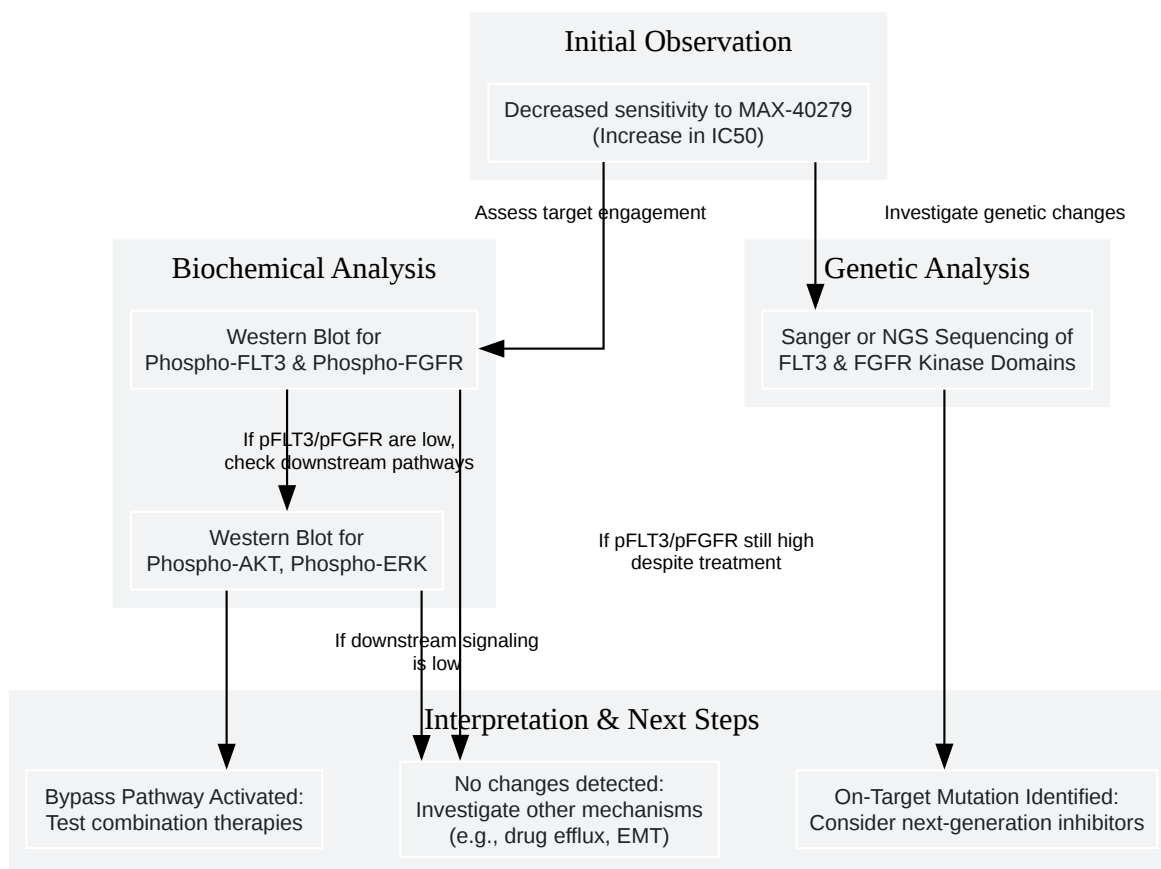 Initial Observation
Decreased sensitivity to MAX-40279
(Increase in IC50)
Assess target engagement
Investigate genetic changes
Biochemical Analysis
Genetic Analysis
Western Blot for
Phospho-FLT3 & Phospho-FGFR
Sanger or NGS Sequencing of
FLT3 & FGFR Kinase Domains
If pFLT3/pFGFR are low,
check downstream pathways
Western Blot for
Phospho-AKT, Phospho-ERK
If pFLT3/pFGFR still high
despite treatment
If downstream signaling
is low
Interpretation & Next Steps
Bypass Pathway Activated:
Test combination therapies
No changes detected:
Investigate other mechanisms
(e.g., drug efflux, EMT)
On-Target Mutation Identified:
Consider next-generation inhibitors